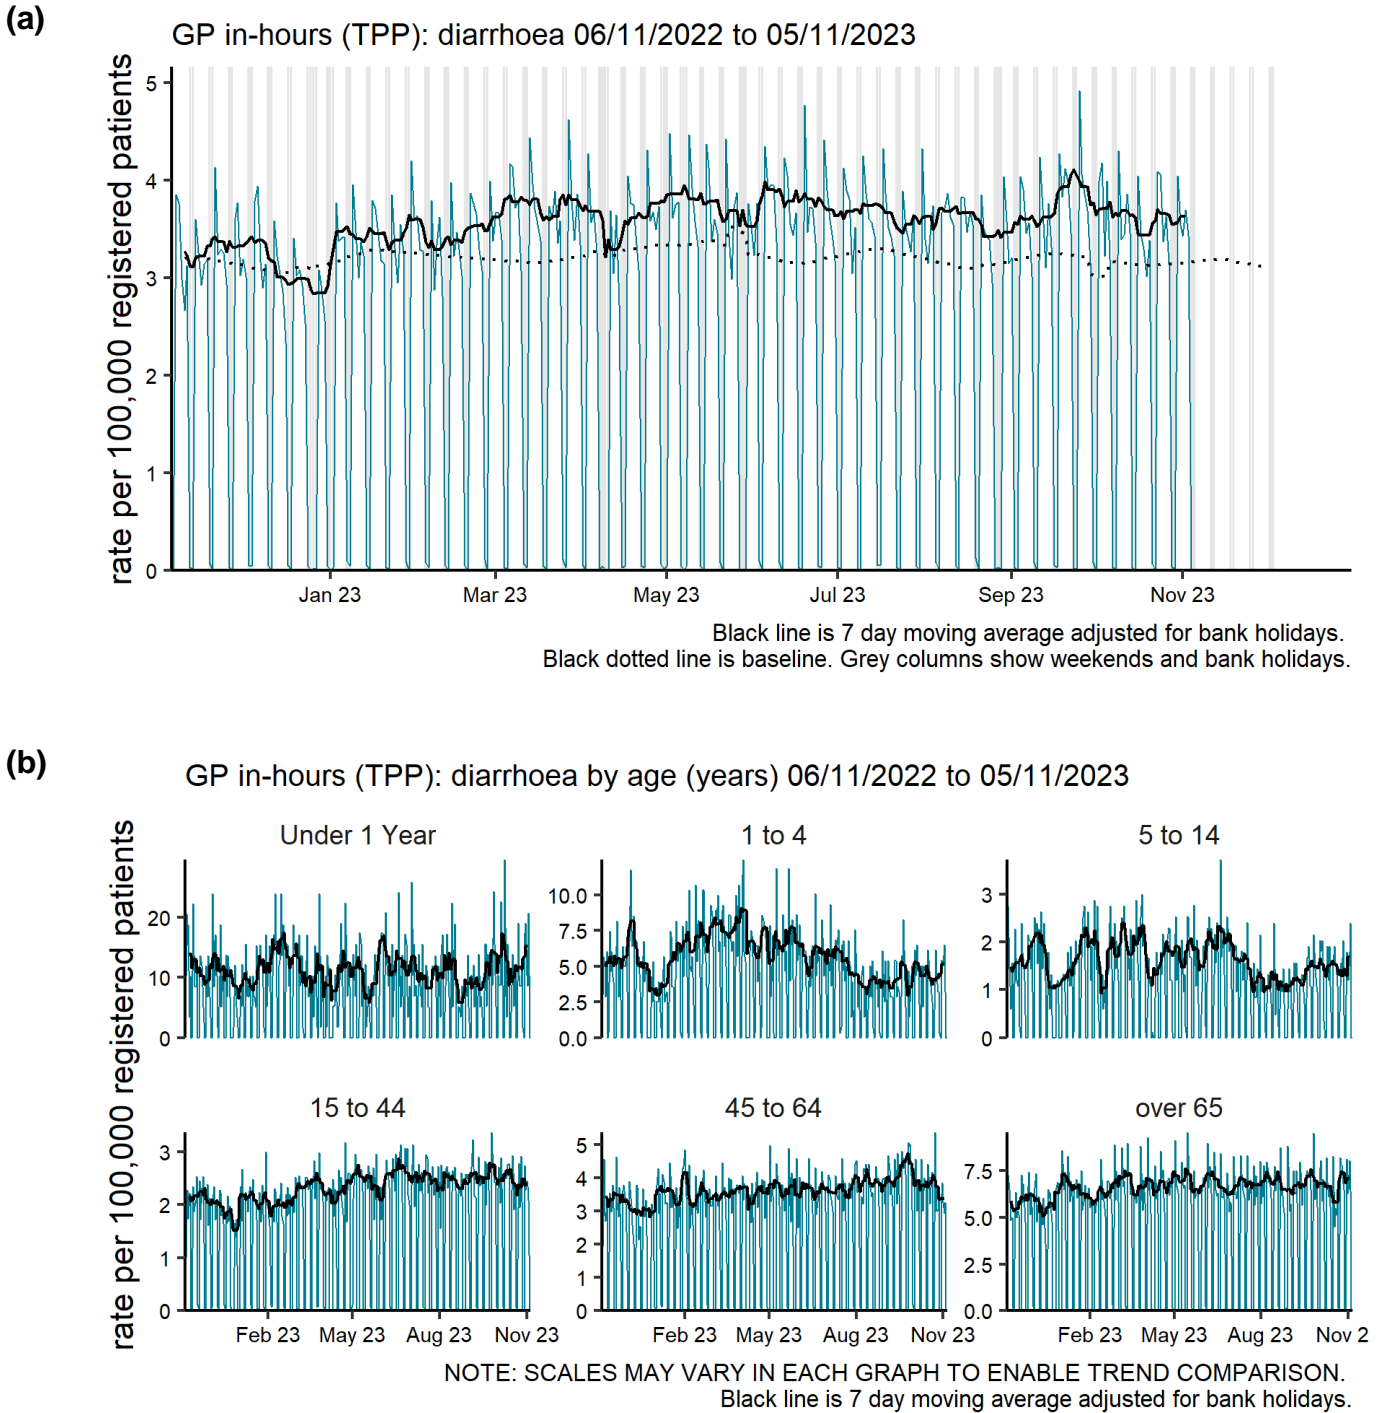 (a)
GP in-hours (TPP): diarrhoea 06/11/2022 to 05/11/2023
rate per 100,000 registered patients
5
4
3
2
1
0
Jan 23 Mar 23 May 23 Jul 23 Sep 23 Nov 23
Black line is 7 day moving average adjusted for bank holidays.
Black dotted line is baseline. Grey columns show weekends and bank holidays.
(b)
GP in-hours (TPP): diarrhoea by age (years) 06/11/2022 to 05/11/2023
rate per 100,000 registered patients
Under 1 Year
20
10
0
1 to 4
10.0
7.5
5.0
2.5
0.0
5 to 14
3
2
1
0
15 to 44
3
2
1
0
Feb 23 May 23 Aug 23 Nov 23
45 to 64
5
4
3
2
1
0
Feb 23 May 23 Aug 23 Nov 23
over 65
7.5
5.0
2.5
0.0
Feb 23 May 23 Aug 23 Nov 2
NOTE: SCALES MAY VARY IN EACH GRAPH TO ENABLE TREND COMPARISON.
Black line is 7 day moving average adjusted for bank holidays.